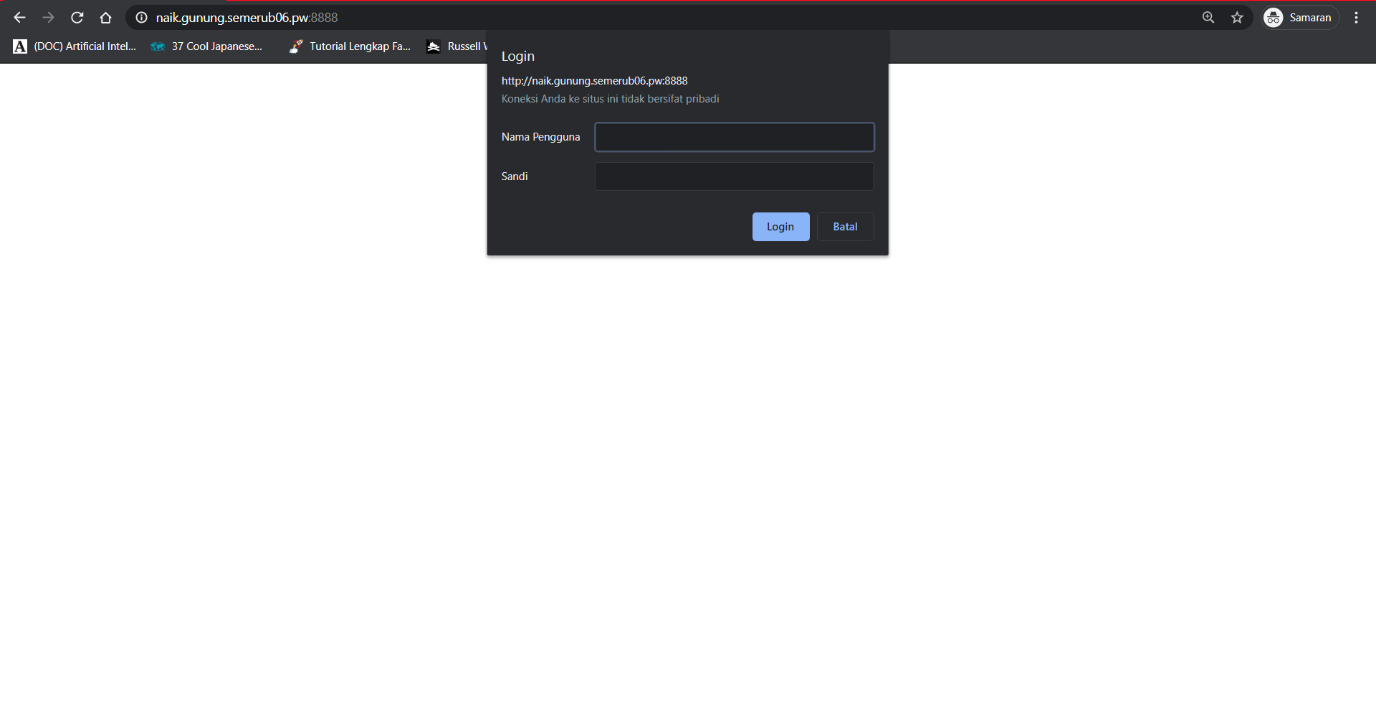 naik.gunung.semerub06.pw:8888
Samaran
(DOC) Artificial Intel...
37 Cool Japanese...
Tutorial Lengkap Fa...
Russell
Login
http://naik.gunung.semerub06.pw:8888
Koneksi Anda ke situs ini tidak bersifat pribadi
Nama Pengguna
Sandi
Login Batal